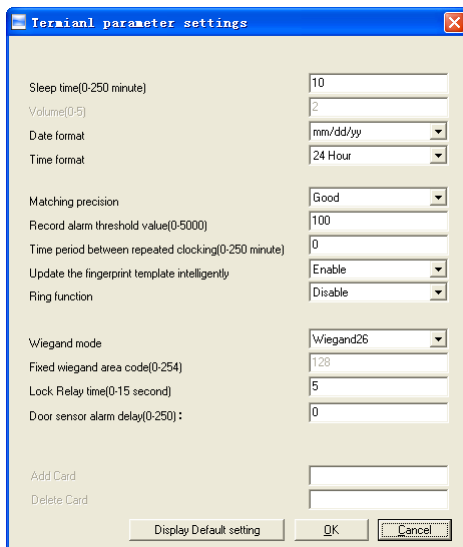 Termianl parameter settings
Sleep time(0-250 minute) 10
Volume(0-5) 2
Date format mm/dd/yy
Time format 24 Hour
Matching precision Good
Record alarm threshold value(0-5000) 100
Time period between repeated clocking(0-250 minute) 0
Update the fingerprint template intelligently Enable
Ring function Disable
Wiegand mode Wiegand26
Fixed wiegand area code(0-254) 128
Lock Relay time(0-15 second) 5
Door sensor alarm delay(0-250): 0
Add Card
Delete Card
Display Default setting OK Cancel